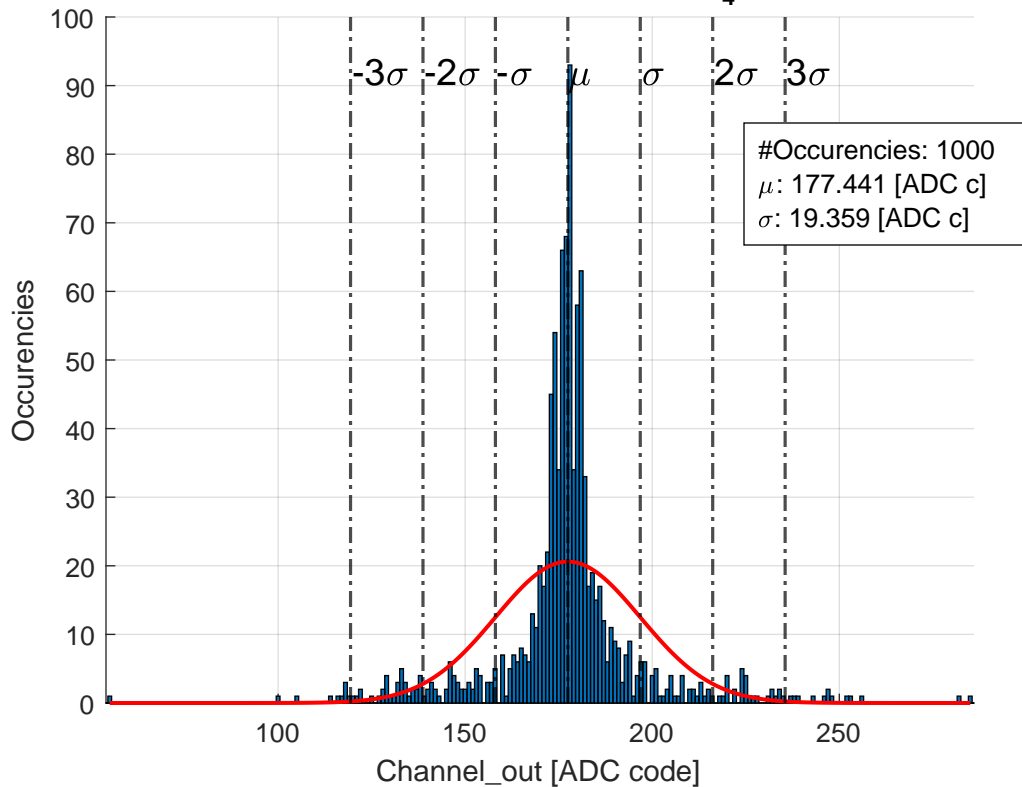 4
100
90
80
70
60
50
40
30
20
10
0
Occurencies
-3σ -2σ -σ μ σ 2σ 3σ
#Occurencies: 1000
μ: 177.441 [ADC c]
σ: 19.359 [ADC c]
100 150 200 250
Channel_out [ADC code]